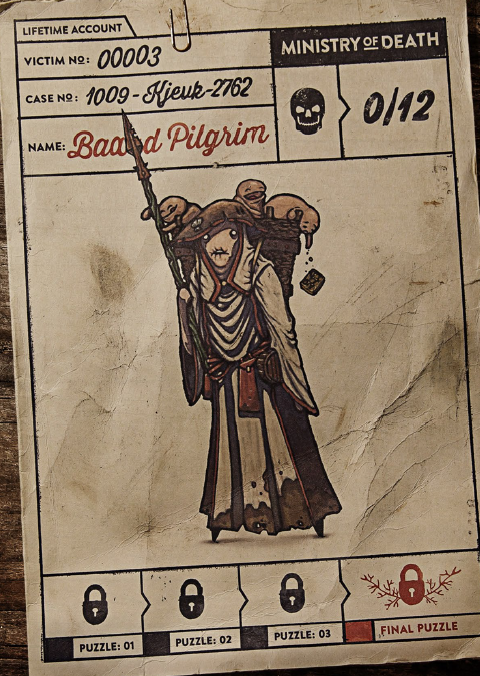 LIFETIME ACCOUNT
VICTIM Nº: 00003
MINISTRY OF DEATH
CASE Nº: 1009-Kjeuk-2762
0/12
NAME: Baaed Pilgrim
PUZZLE: 01
PUZZLE: 02
PUZZLE: 03
FINAL PUZZLE